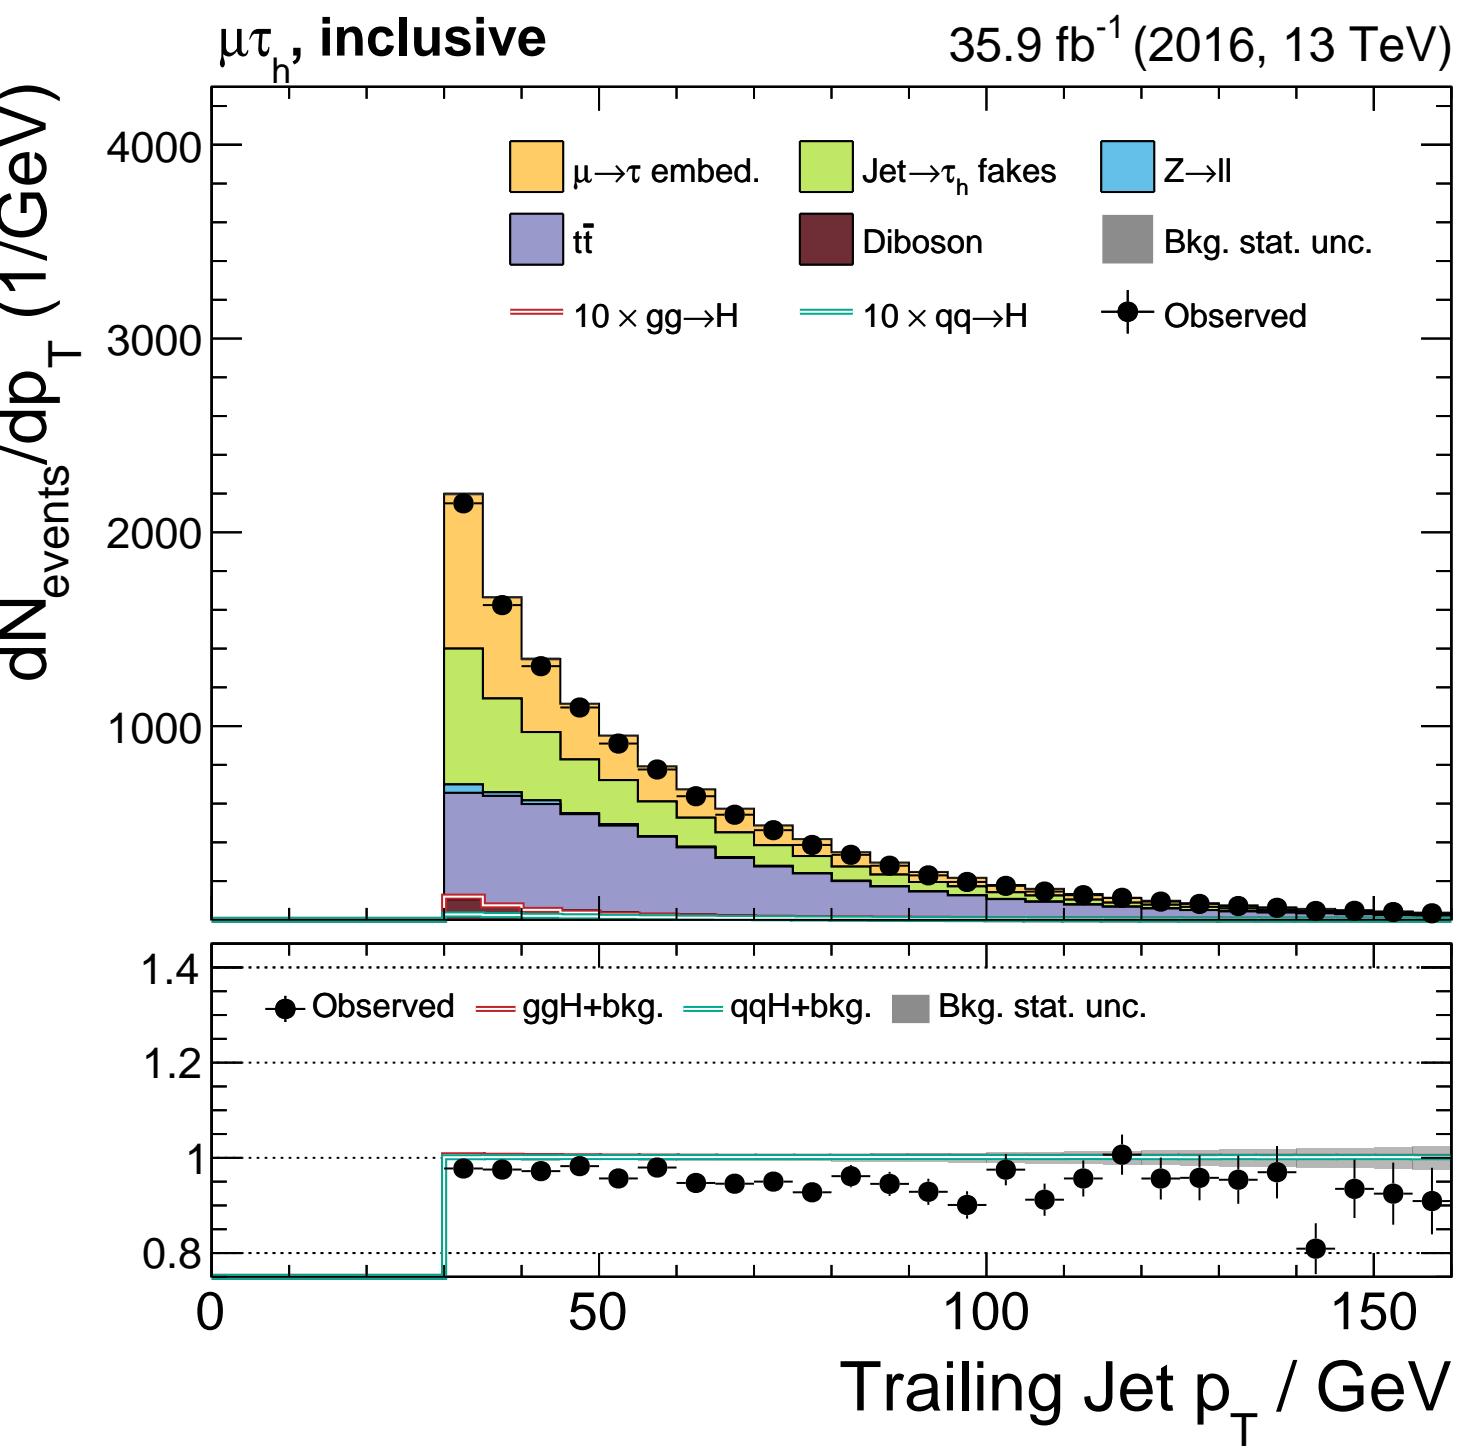 μτh, inclusive 35.9 fb-1 (2016, 13 TeV)
dNevents/dpT (1/GeV)
4000
3000
2000
1000
μ→τ embed. Jet→τh fakes Z→ll
tt̄ Diboson Bkg. stat. unc.
10 × gg→H 10 × qq→H Observed
1.4
1.2
1
0.8
Observed ggH+bkg. qqH+bkg. Bkg. stat. unc.
0 50 100 150
Trailing Jet pT / GeV